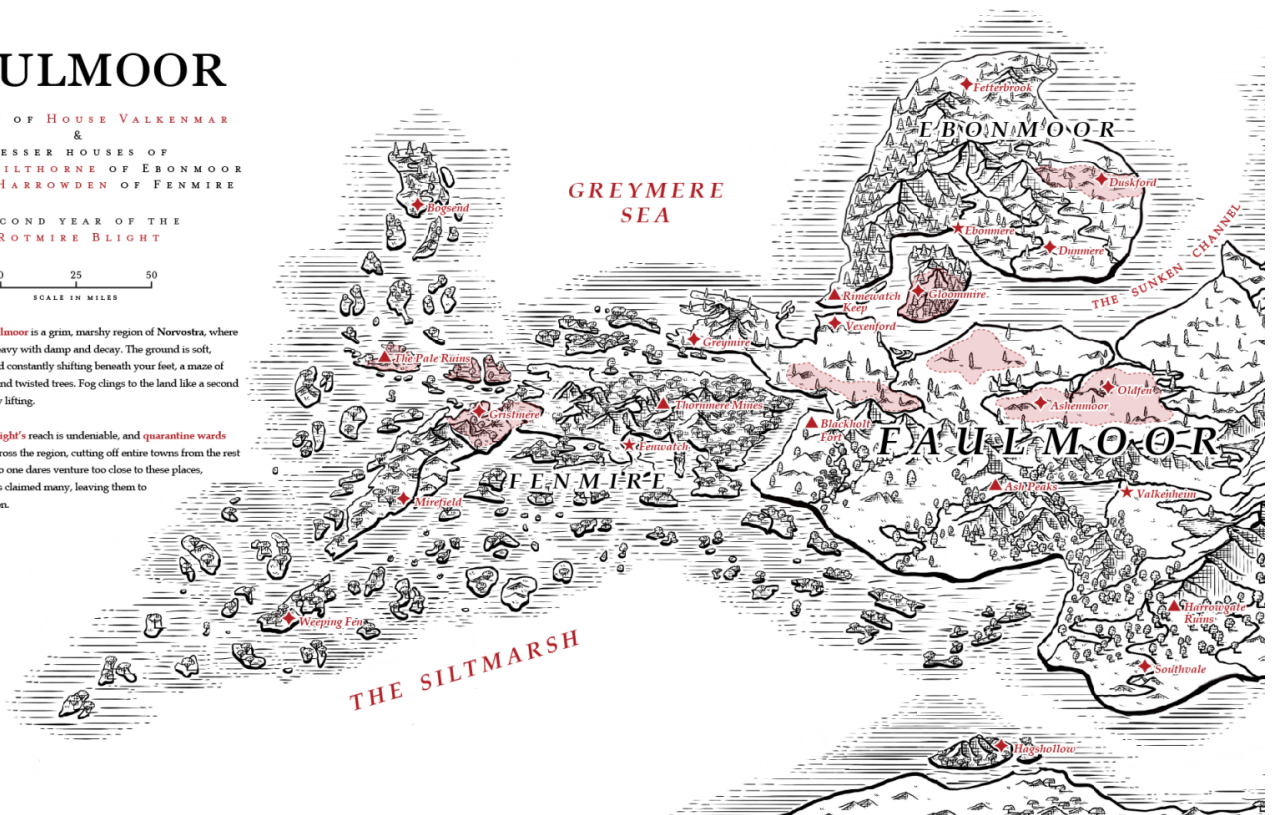 ULMOOR
OF HOUSE VALKENMAR
&
ESSER HOUSES OF
ILTHORNE OF EBONMOOR
HARROWDEN OF FENMIRE
COND YEAR OF THE
ROTMIRE BLIGHT
0 25 50
SCALE IN MILES
lmoor is a grim, marshy region of Norvostra, where
eavy with damp and decay. The ground is soft,
d constantly shifting beneath your feet, a maze of
nd twisted trees. Fog clings to the land like a second
y lifting.
ight's reach is undeniable, and quarantine wards
ross the region, cutting off entire towns from the rest
o one dares venture too close to these places,
s claimed many, leaving them to
on.
Fetterbrook
EBONMOOR
Duskford
GREYMERE
SEA
Bogsend
Ebonmere
Dunmere
THE SUNKEN CHANNEL
Rimewatch
Keep
Gloommire
Vexenford
Greymire
The Pale Ruins
Oldfen
Thornmere Mines
Ashenmoor
Gristmere
Blackholt
Fort
FAULMOOR
Fenwatch
FENMIRE
Ash Peaks
Valkenheim
Mirefield
Harrowgate
Ruins
Weeping Fen
THE SILTMARSH
Southvale
Hagshollow